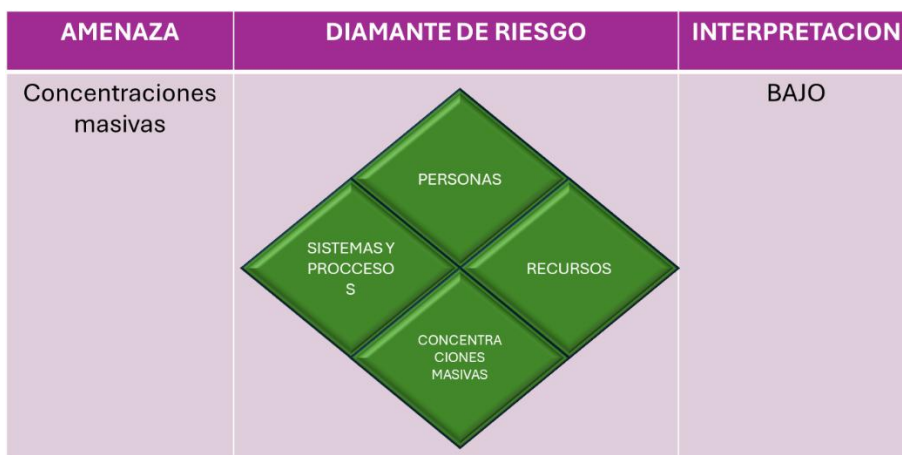 AMENAZA
DIAMANTE DE RIESGO
INTERPRETACION
Concentraciones
masivas
PERSONAS
SISTEMAS Y
PROCCESO
S
RECURSOS
CONCENTRA
CIONES
MASIVAS
BAJO